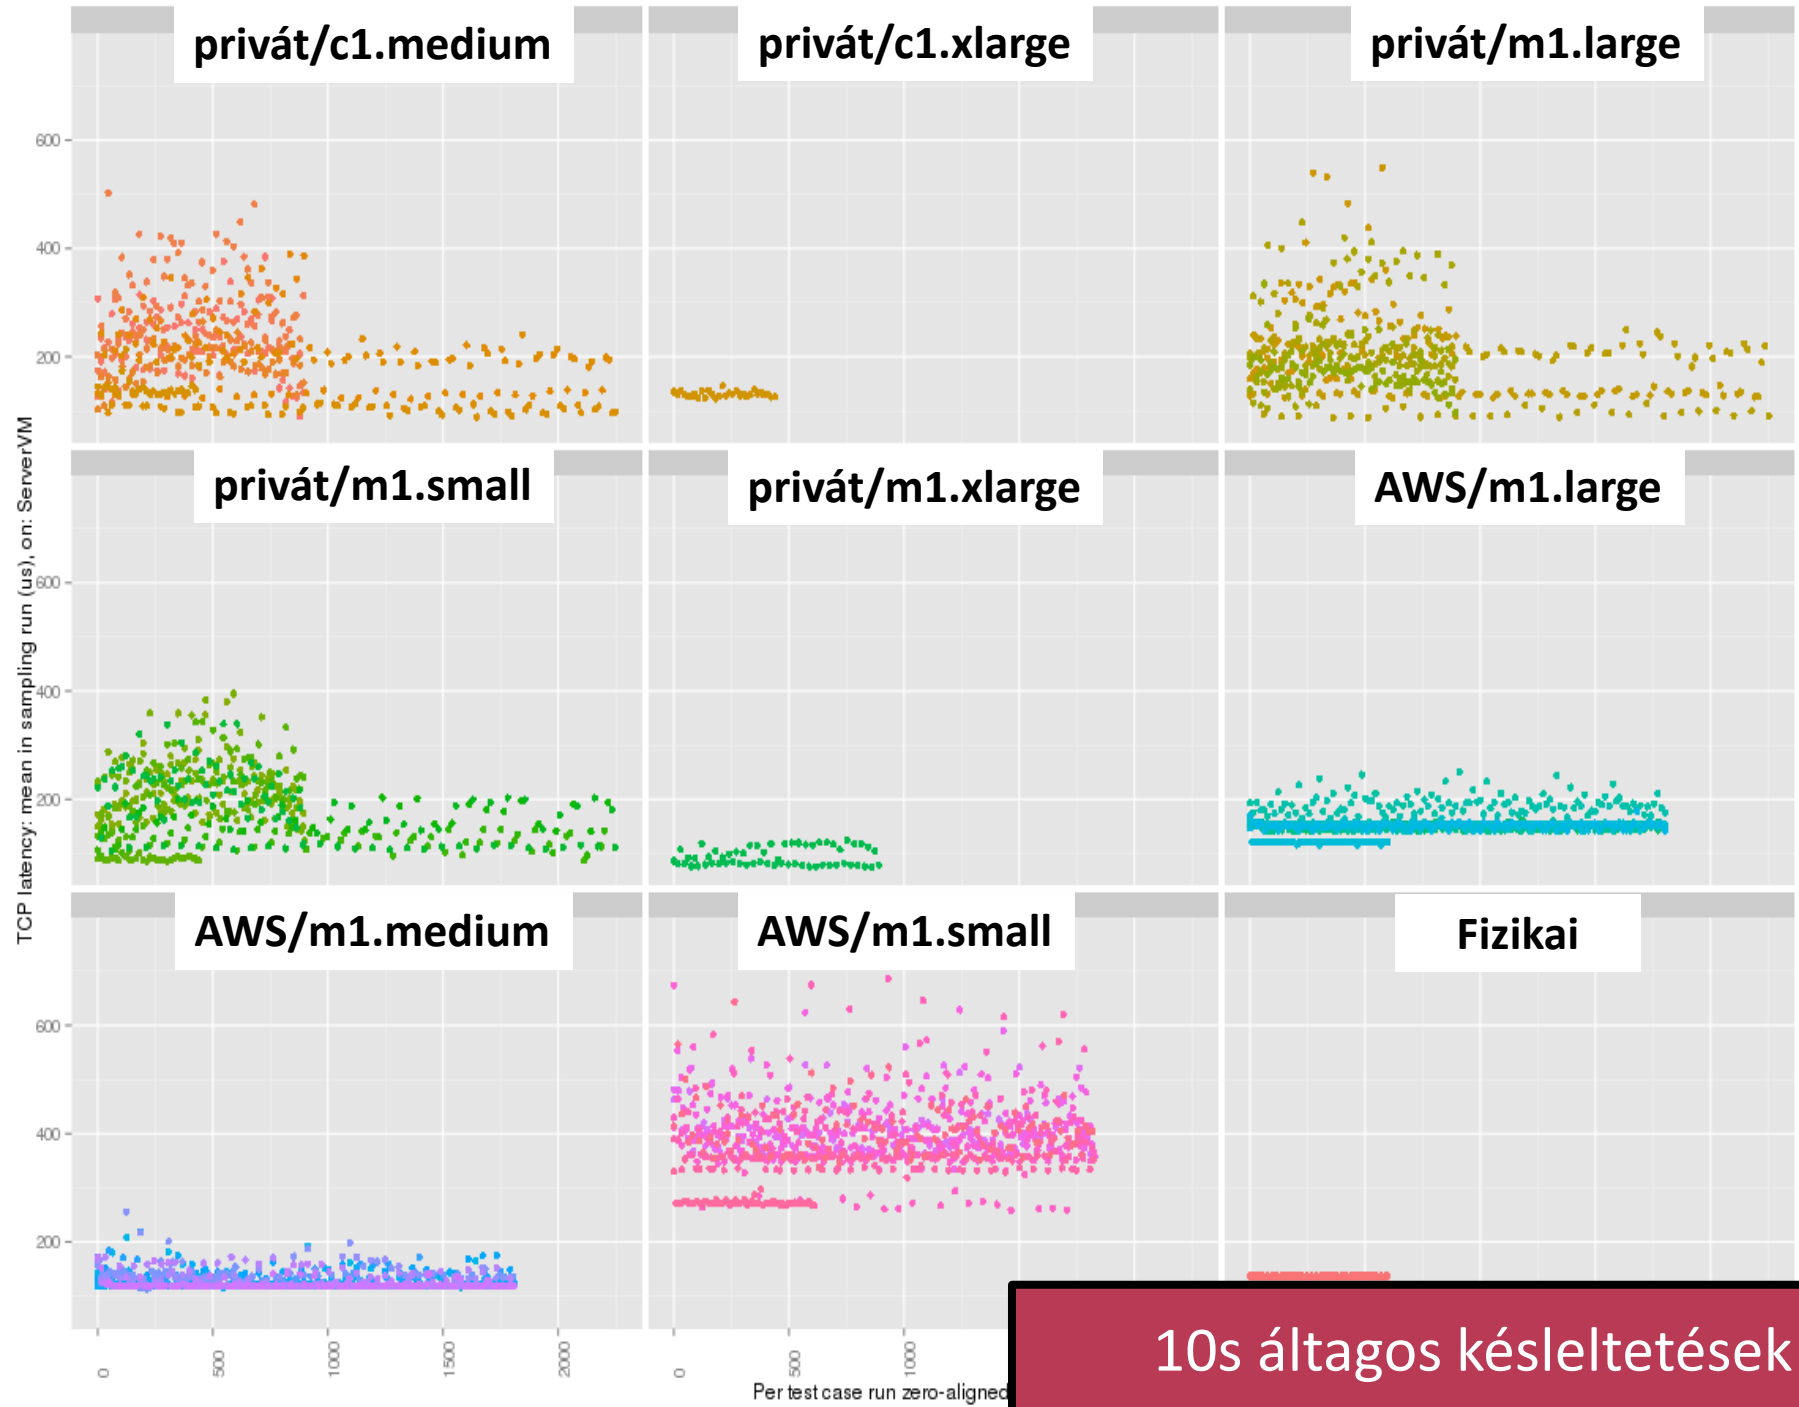 privát/c1.medium
privát/c1.xlarge
privát/m1.large
600
400
200
privát/m1.small
privát/m1.xlarge
AWS/m1.large
600
400
200
AWS/m1.medium
AWS/m1.small
Fizikai
600
400
200
TCP latency: mean in sampling run (us), on: ServerVM
0
500
1000
1500
2000
0
500
1000
Per test case run zero-aligned
10s általgos késleltetések